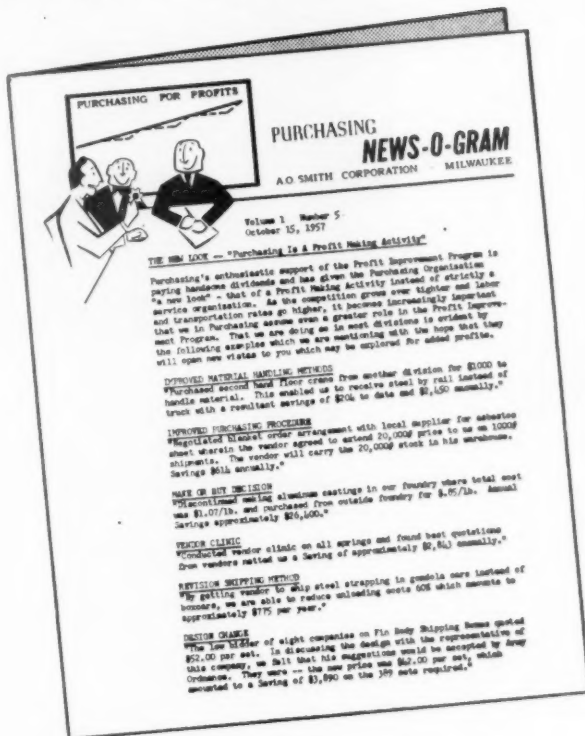 PURCHASING FOR PROFITS
PURCHASING
NEWS-O-GRAM
A.O. SMITH CORPORATION - MILWAUKEE
Volume 1 Number 5
October 15, 1957
THE NEW LOOK -- "Purchasing Is A Profit Making Activity"
Purchasing's enthusiastic support of the Profit Improvement Program is
paying handsome dividends and has given the Purchasing Organization
"a new look" - that of a Profit Making Activity instead of strictly a
service organization. As the competition grows ever tighter and labor
and transportation rates go higher, it becomes increasingly important
that we in Purchasing assume even a greater role in the Profit Improve-
ment Program. That we are doing so in most divisions is evident by
the following examples which we are mentioning with the hope that they
will open new vistas to you which may be explored for added profits.
IMPROVED MATERIAL HANDLING METHODS
"Purchased second hand floor crane from another division for $1000 to
handle material. This enabled us to receive steel by rail instead of
truck with a resultant savings of $204 to date and $2,450 annually."
IMPROVED PURCHASING PROCEDURE
"Negotiated blanket order arrangement with local supplier for asbestos
sheet wherein the vendor agreed to extend 20,000# price to us on 1000#
shipments. The vendor will carry the 20,000# stock in his warehouse.
Savings $614 annually."
MAKE OR BUY DECISION
"Discontinued making aluminum castings in our foundry where total cost
was $1.07/lb. and purchased from outside foundry for $.85/lb. Annual
Savings approximately $26,400."
VENDOR CLINIC
"Conducted vendor clinic on all springs and found best quotations
from vendors netted us a Saving of approximately $2,843 annually."
REVISION SHIPPING METHOD
"By getting vendor to ship steel strapping in gondola cars instead of
boxcars, we are able to reduce unloading costs 60% which amounts to
approximately $775 per year."
DESIGN CHANGE
"The low bidder of eight companies on Fin Body Shipping Boxes quoted
$52.00 per set. In discussing the design with the representative of
this company, we felt that his suggestions would be accepted by Army
Ordnance. They were -- the new price was $42.00 per set, which
amounted to a Saving of $3,890 on the 389 sets required."